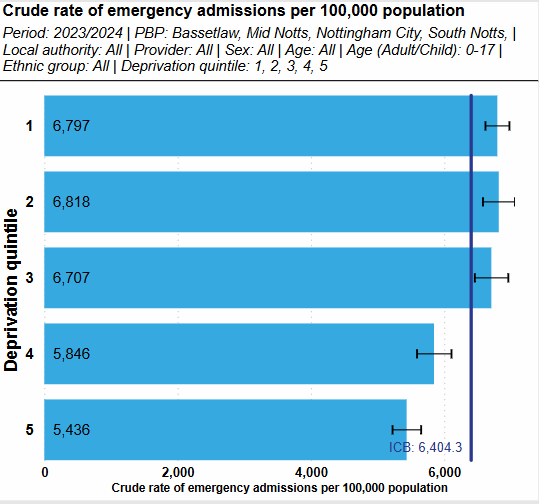 Crude rate of emergency admissions per 100,000 population
Period: 2023/2024 | PBP: Bassetlaw, Mid Notts, Nottingham City, South Notts, |
Local authority: All | Provider: All | Sex: All | Age: All | Age (Adult/Child): 0-17 |
Ethnic group: All | Deprivation quintile: 1, 2, 3, 4, 5
Deprivation quintile
1 6,797
2 6,818
3 6,707
4 5,846
5 5,436
ICB: 6,404.3
0 2,000 4,000 6,000
Crude rate of emergency admissions per 100,000 population